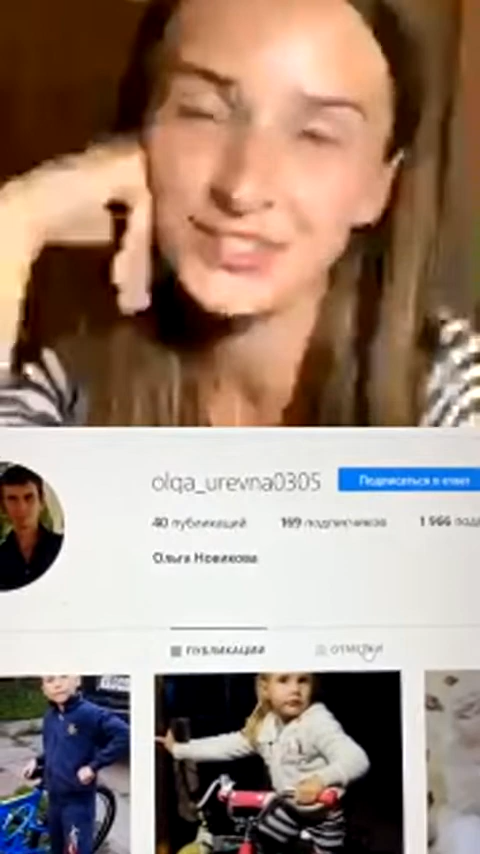 olqa_urevna0305
Подписаться в ответ
40 публикаций 169 подписчиков 1 966
Ольга Новикова
ПУБЛИКАЦИИ ОТМЕТКИ